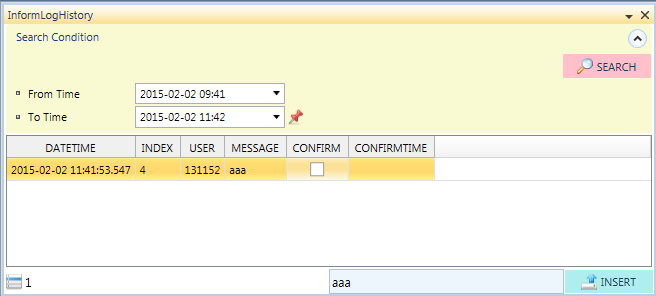 InformLogHistory
Search Condition
SEARCH
From Time 2015-02-02 09:41
To Time 2015-02-02 11:42
DATETIME INDEX USER MESSAGE CONFIRM CONFIRMTIME
2015-02-02 11:41:53.547 4 131152 aaa
1 aaa INSERT